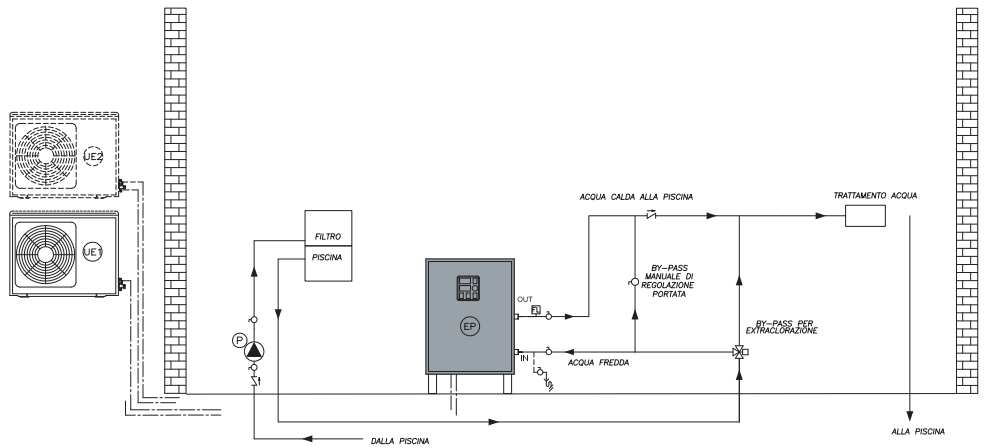 UE2
UE1
FILTRO
PISCINA
P
DALLA PISCINA
EP
OUT
FL
IN
ACQUA FREDDA
ACQUA CALDA ALLA PISCINA
BY-PASS
MANUALE DI
REGOLAZIONE
PORTATA
BY-PASS PER
EXTRACLORAZIONE
TRATTAMENTO ACQUA
ALLA PISCINA